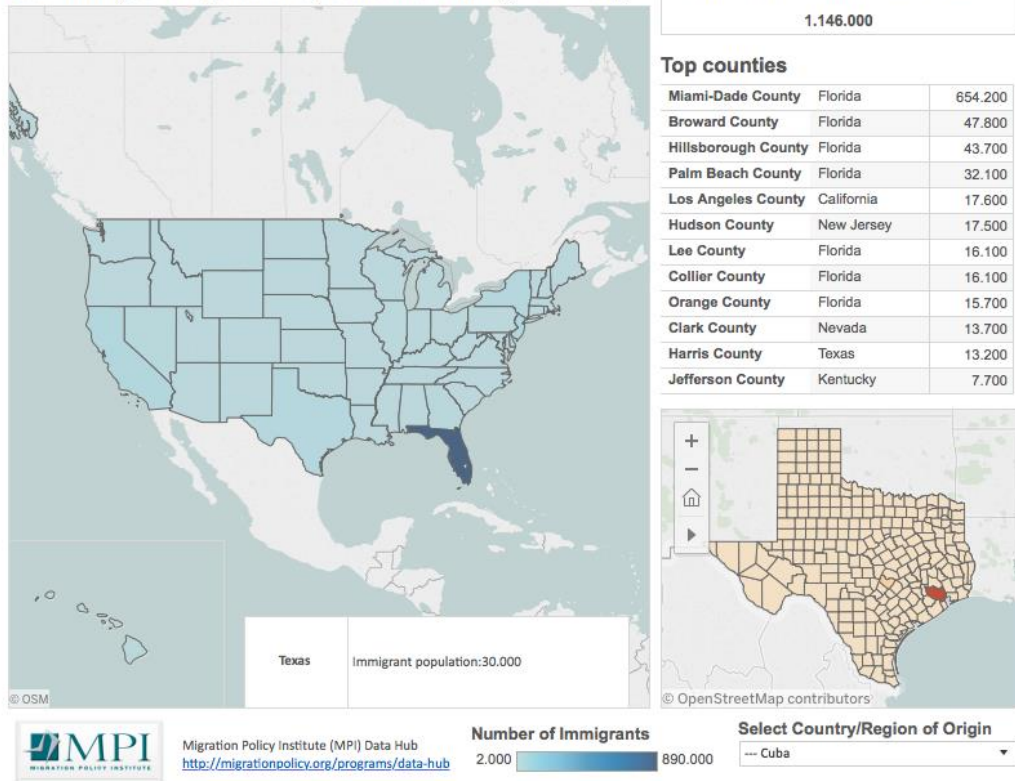 1.146.000
Top counties
Miami-Dade County Florida 654.200
Broward County Florida 47.800
Hillsborough County Florida 43.700
Palm Beach County Florida 32.100
Los Angeles County California 17.600
Hudson County New Jersey 17.500
Lee County Florida 16.100
Collier County Florida 16.100
Orange County Florida 15.700
Clark County Nevada 13.700
Harris County Texas 13.200
Jefferson County Kentucky 7.700
Texas Immigrant population:30.000
© OSM
© OpenStreetMap contributors
MPI
MIGRATION POLICY INSTITUTE
Migration Policy Institute (MPI) Data Hub
http://migrationpolicy.org/programs/data-hub
Number of Immigrants
2.000 890.000
Select Country/Region of Origin
--- Cuba